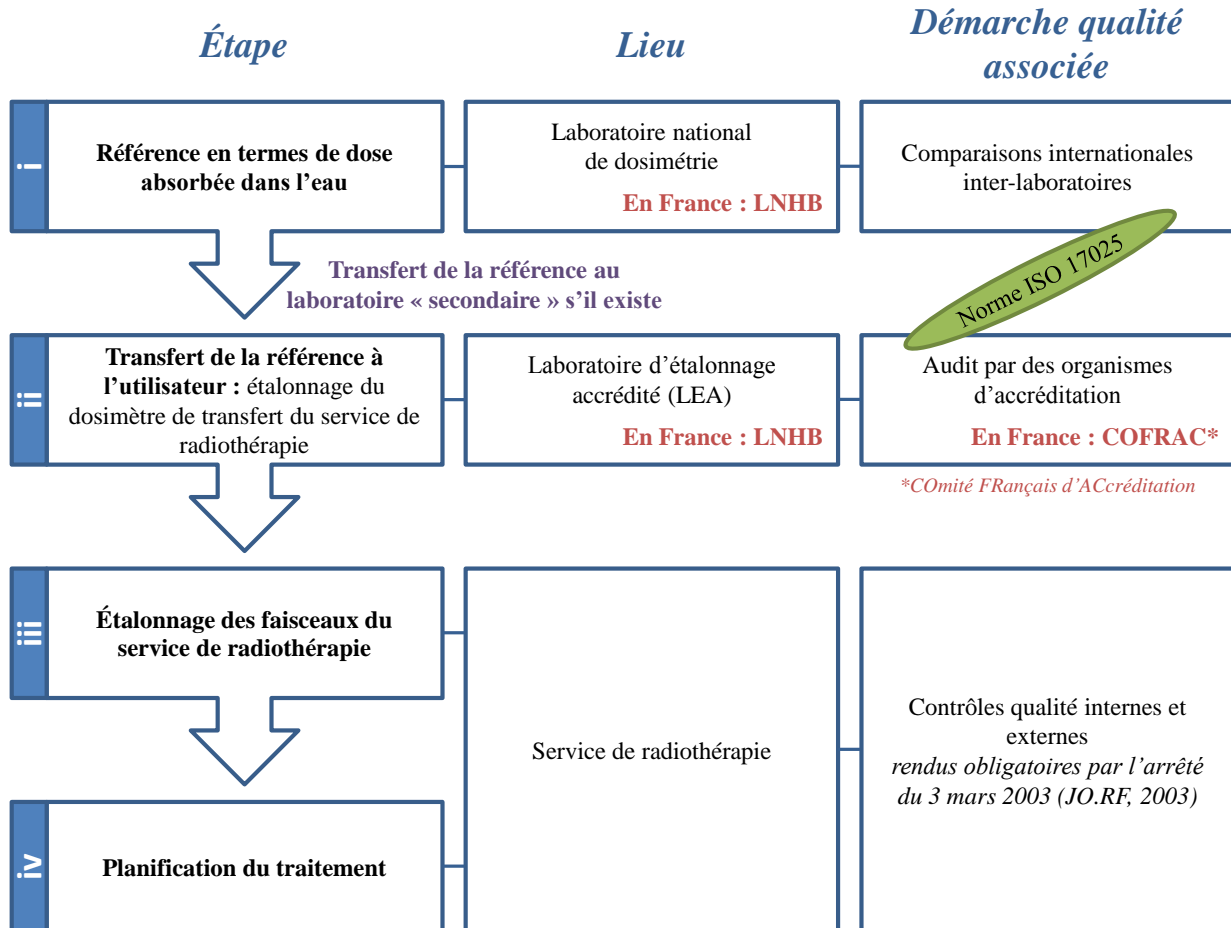 Étape
Lieu
Démarche qualité
associée
i
Référence en termes de dose
absorbée dans l'eau
Laboratoire national
de dosimétrie
En France : LNHB
Comparaisons internationales
inter-laboratoires
Transfert de la référence au
laboratoire « secondaire » s'il existe
Norme ISO 17025
ii
Transfert de la référence à
l'utilisateur : étalonnage du
dosimètre de transfert du service de
radiothérapie
Laboratoire d'étalonnage
accrédité (LEA)
En France : LNHB
Audit par des organismes
d'accréditation
En France : COFRAC*
*COmité FRançais d'ACcréditation
iii
Étalonnage des faisceaux du
service de radiothérapie
Service de radiothérapie
Contrôles qualité internes et
externes
rendus obligatoires par l'arrêté
du 3 mars 2003 (JO.RF, 2003)
iv
Planification du traitement